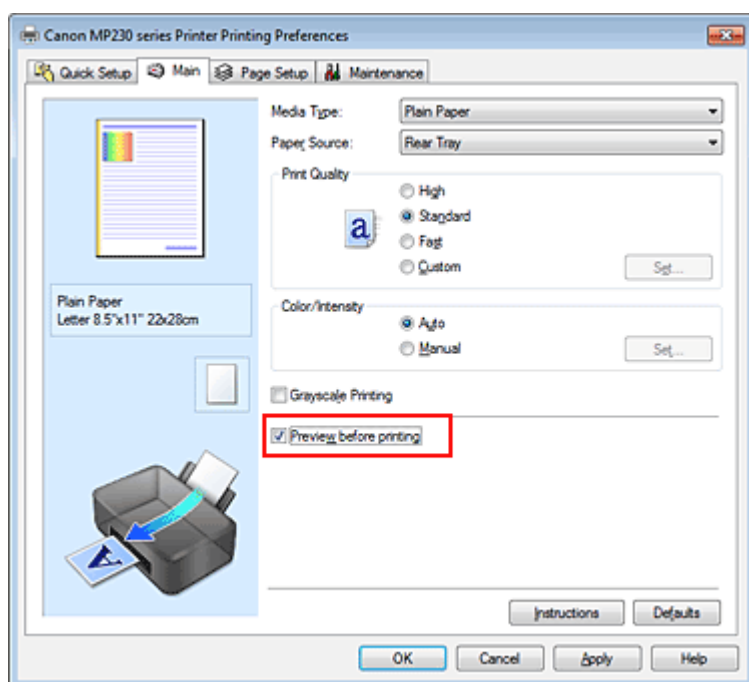 Canon MP230 series Printer Printing Preferences
Quick Setup Main Page Setup Maintenance
Media Type: Plain Paper
Paper Source: Rear Tray
Print Quality
High
a Standard
Fast
Custom Set...
Plain Paper
Letter 8.5"x11" 22x28cm
Color/Intensity
Auto
Manual Set...
Grayscale Printing
Preview before printing
A
Instructions Defaults
OK Cancel Apply Help